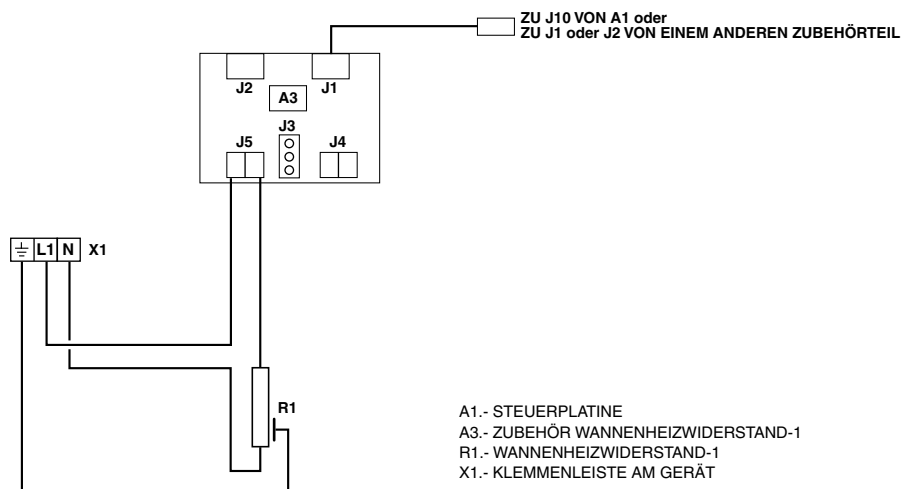 ZU J10 VON A1 oder
ZU J1 oder J2 VON EINEM ANDEREN ZUBEHÖRTEIL
J2
J1
A3
J3
J5
J4
L1 N X1
R1
A1.- STEUERPLATINE
A3.- ZUBEHÖR WANNENHEIZWIDERSTAND-1
R1.- WANNENHEIZWIDERSTAND-1
X1.- KLEMMENLEISTE AM GERÄT